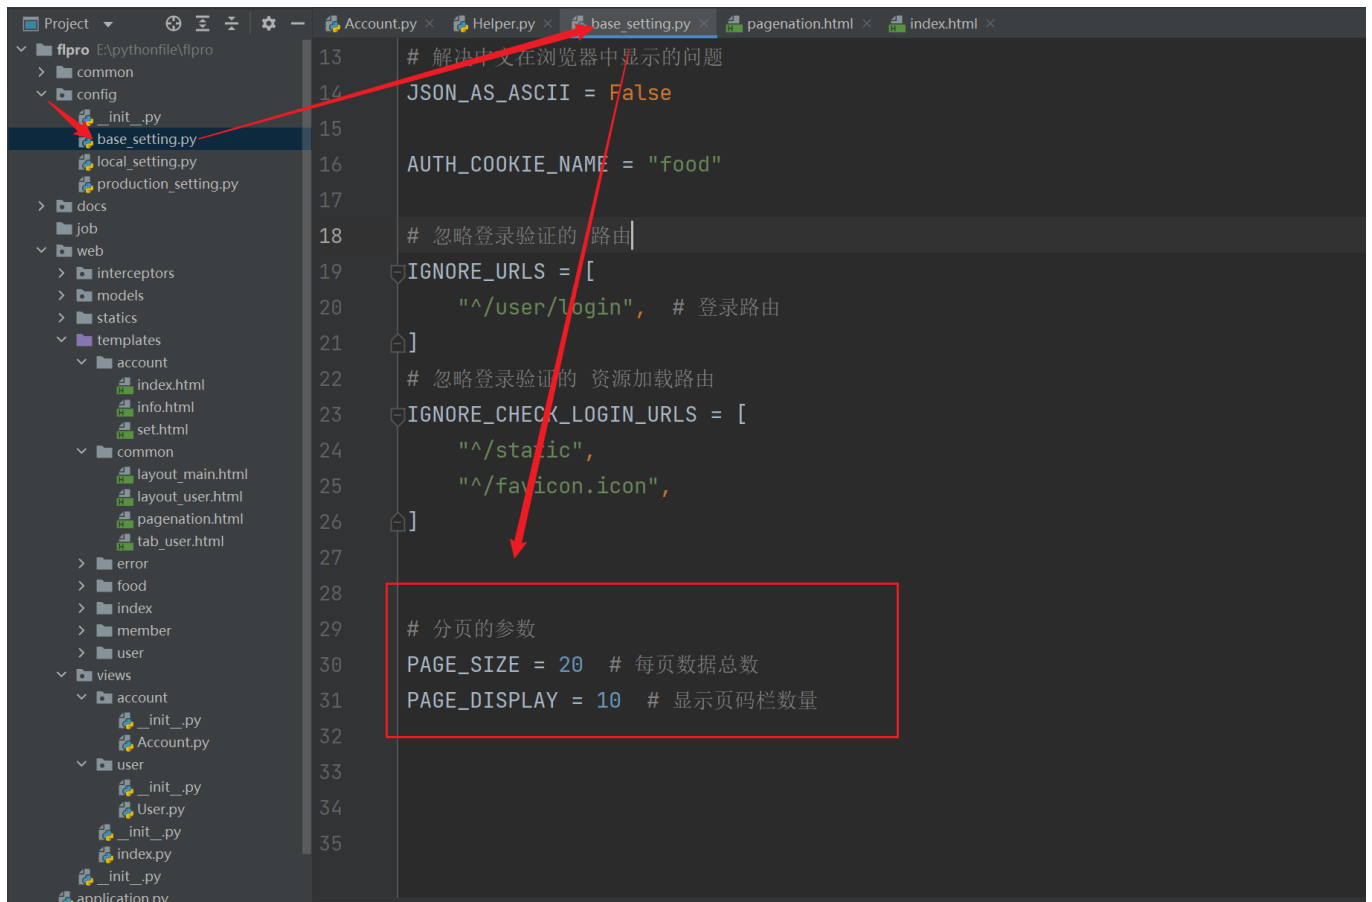 Project
flpro E:\pythonfile\flpro
common
config
__init__.py
base_setting.py
local_setting.py
production_setting.py
docs
job
web
interceptors
models
statics
templates
account
index.html
info.html
set.html
common
layout_main.html
layout_user.html
pagenation.html
tab_user.html
error
food
index
member
user
views
account
__init__.py
Account.py
user
__init__.py
User.py
__init__.py
index.py
__init__.py
application.py
Account.py Helper.py base_setting.py pagenation.html index.html
13 # 解决中文在浏览器中显示的问题
14 JSON_AS_ASCII = False
15
16 AUTH_COOKIE_NAME = "food"
17
18 # 忽略登录验证的 路由
19 IGNORE_URLS = [
20 "^/user/login", # 登录路由
21 ]
22 # 忽略登录验证的 资源加载路由
23 IGNORE_CHECK_LOGIN_URLS = [
24 "^/static",
25 "^/favicon.icon",
26 ]
27
28
29 # 分页的参数
30 PAGE_SIZE = 20 # 每页数据总数
31 PAGE_DISPLAY = 10 # 显示页码栏数量
32
33
34
35